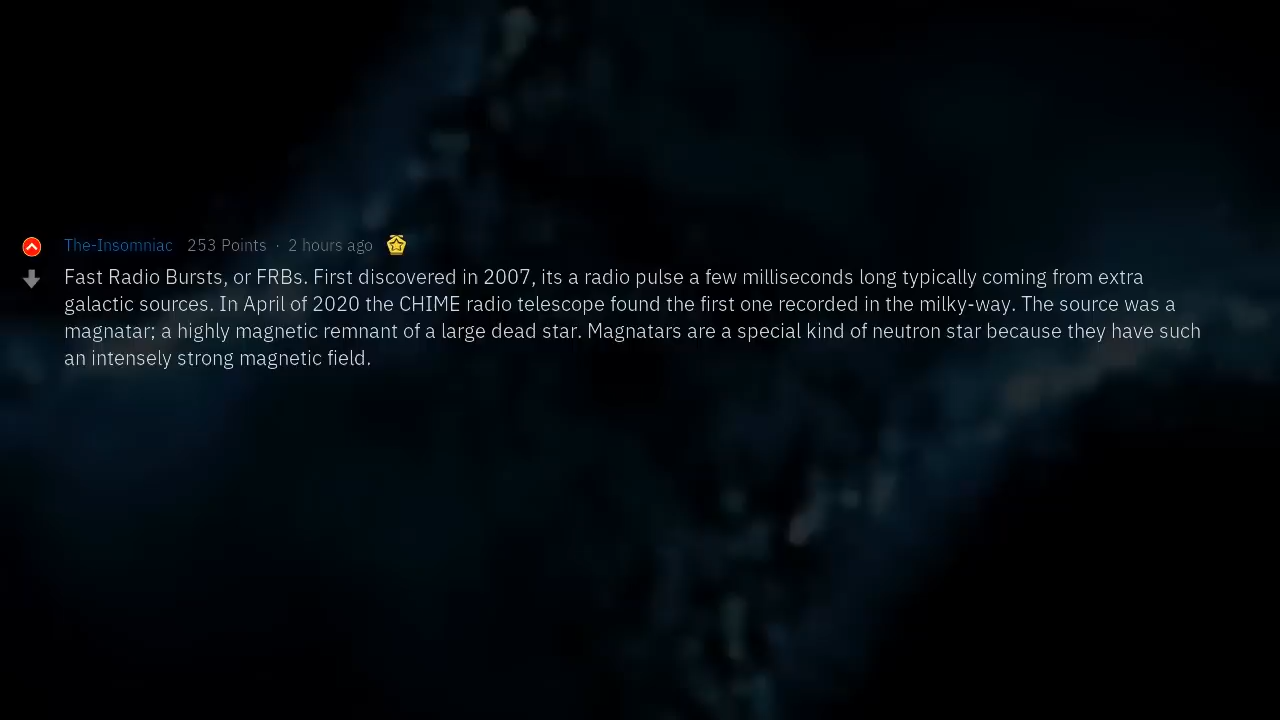 The-Insomniac 253 Points · 2 hours ago
Fast Radio Bursts, or FRBs. First discovered in 2007, its a radio pulse a few milliseconds long typically coming from extra
galactic sources. In April of 2020 the CHIME radio telescope found the first one recorded in the milky-way. The source was a
magnatar; a highly magnetic remnant of a large dead star. Magnatars are a special kind of neutron star because they have such
an intensely strong magnetic field.